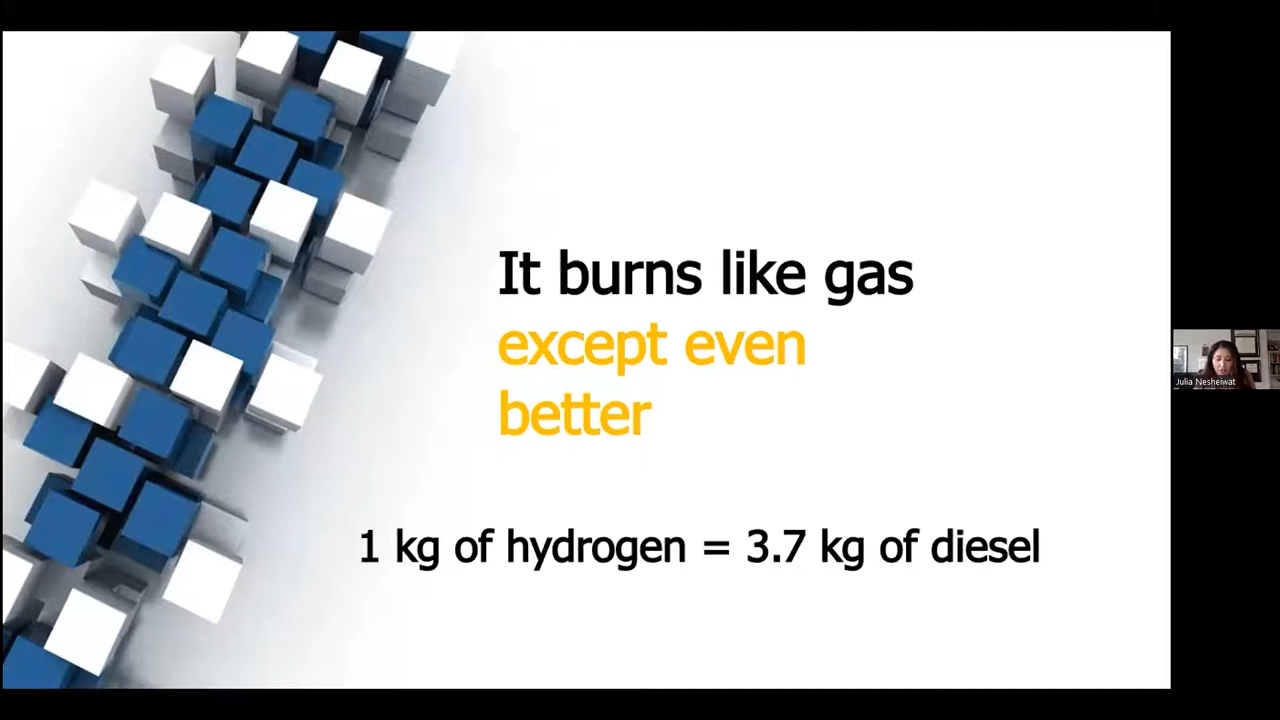 It burns like gas
except even
better
1 kg of hydrogen = 3.7 kg of diesel
Julia Nesheiwat